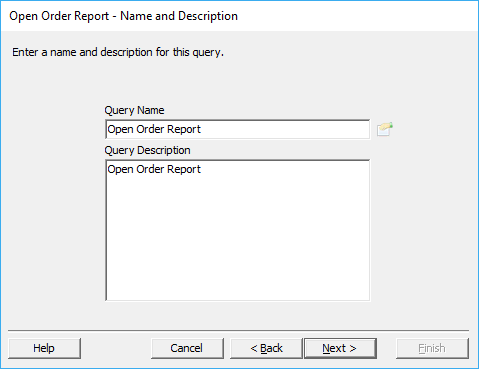 Open Order Report - Name and Description
Enter a name and description for this query.
Query Name
Open Order Report
Query Description
Open Order Report
Help
Cancel
< Back
Next >
Finish